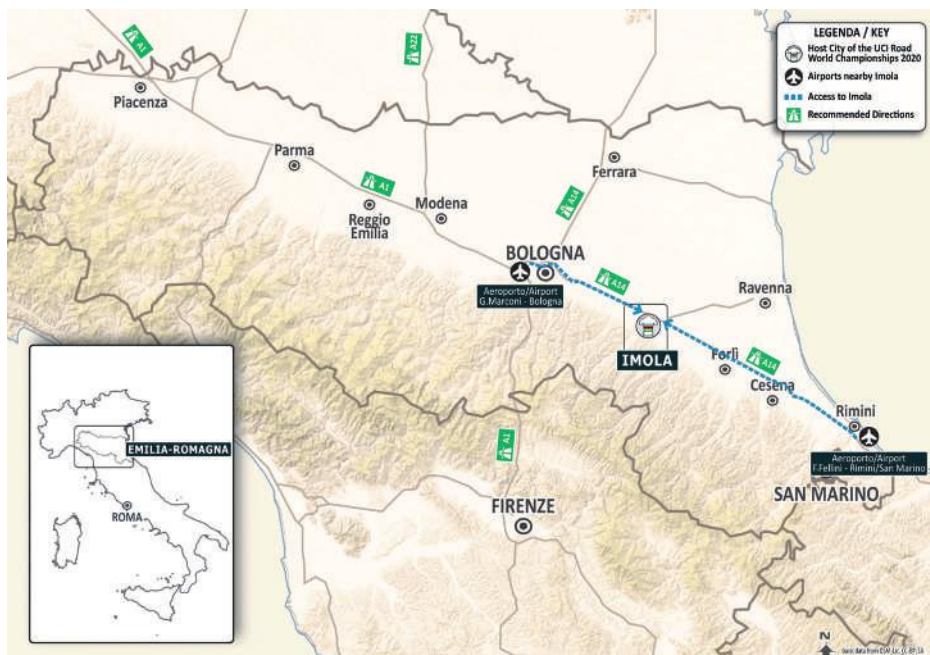 LEGENDA / KEY
Host City of the UCI Road
World Championships 2020
Airports nearby Imola
Access to Imola
Recommended Directions
A1
A22
Piacenza
Parma
A1
Reggio
Emilia
Modena
Ferrara
A14
BOLOGNA
Aeroporto/Airport
G.Marconi - Bologna
A14
Ravenna
IMOLA
Forlì
A14
Cesena
Rimini
Aeroporto/Airport
F.Fellini - Rimini/San Marino
SAN MARINO
A1
FIRENZE
EMILIA-ROMAGNA
ROMA
N